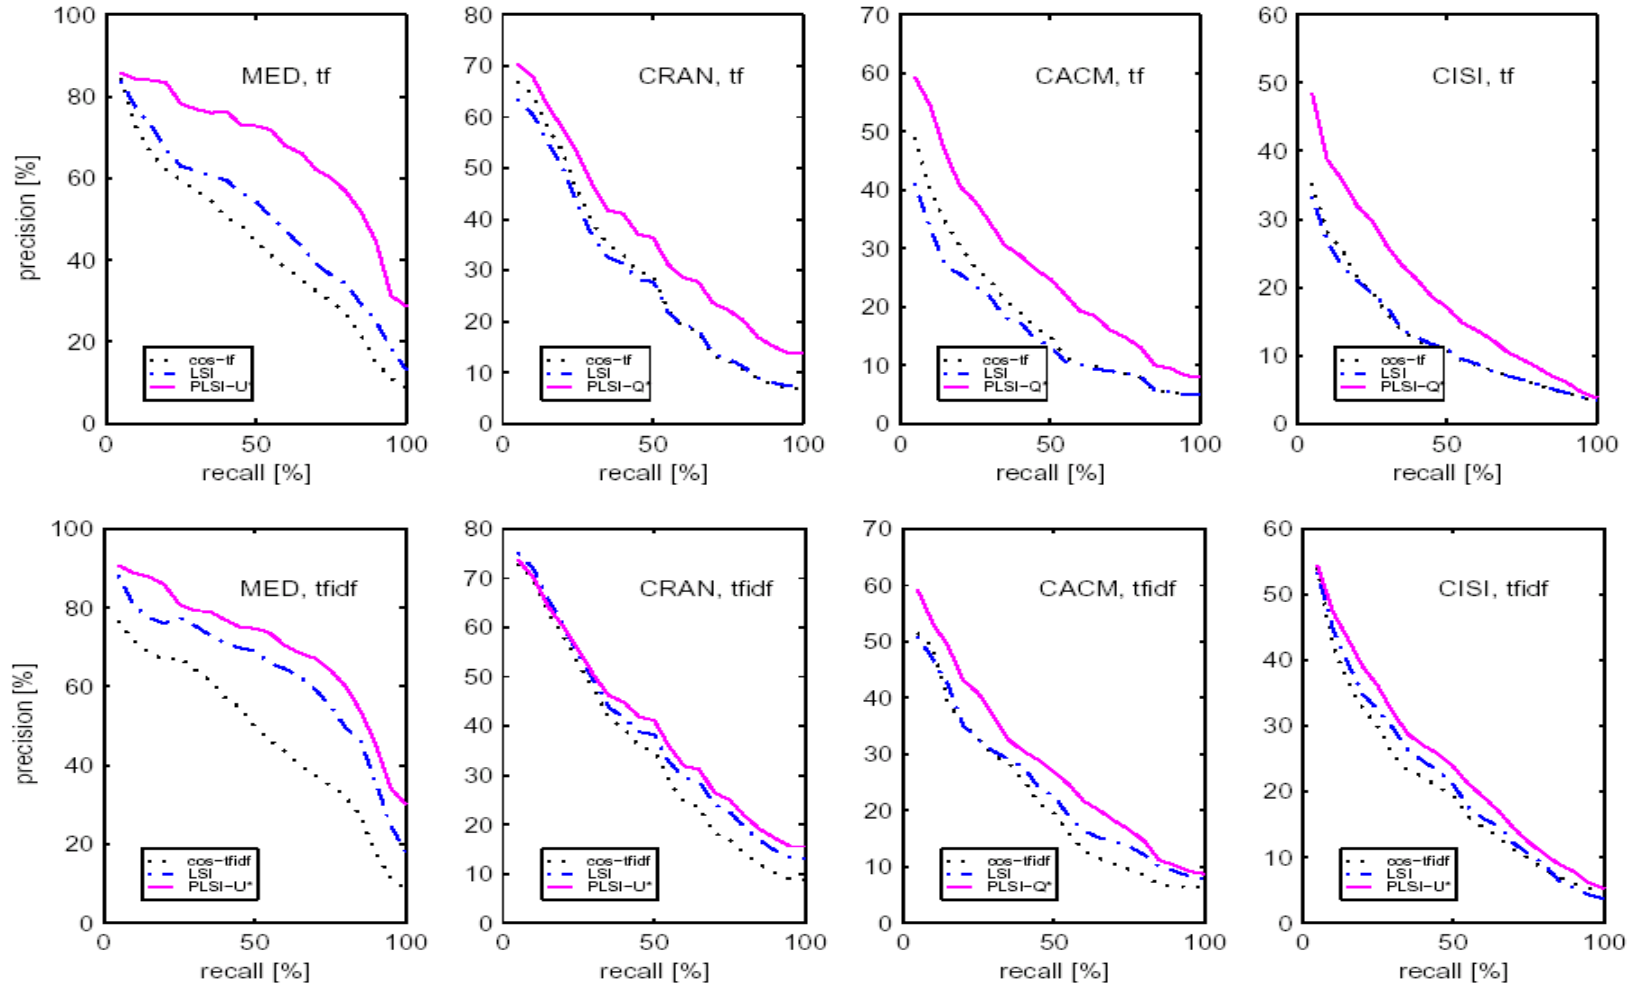 100
80
60
40
20
0
precision [%]
MED, tf
cos-tf
LSI
PLSI-U*
0
50
100
recall [%]
80
70
60
50
40
30
20
10
0
CRAN, tf
cos-tf
LSI
PLSI-Q*
0
50
100
recall [%]
70
60
50
40
30
20
10
0
CACM, tf
cos-tf
LSI
PLSI-Q*
0
50
100
recall [%]
60
50
40
30
20
10
0
CISI, tf
cos-tf
LSI
PLSI-Q*
0
50
100
recall [%]
100
80
60
40
20
0
precision [%]
MED, tfidf
cos-tfidf
LSI
PLSI-U*
0
50
100
recall [%]
80
70
60
50
40
30
20
10
0
CRAN, tfidf
cos-tfidf
LSI
PLSI-U*
0
50
100
recall [%]
70
60
50
40
30
20
10
0
CACM, tfidf
cos-tfidf
LSI
PLSI-Q*
0
50
100
recall [%]
60
50
40
30
20
10
0
CISI, tfidf
cos-tfidf
LSI
PLSI-U*
0
50
100
recall [%]